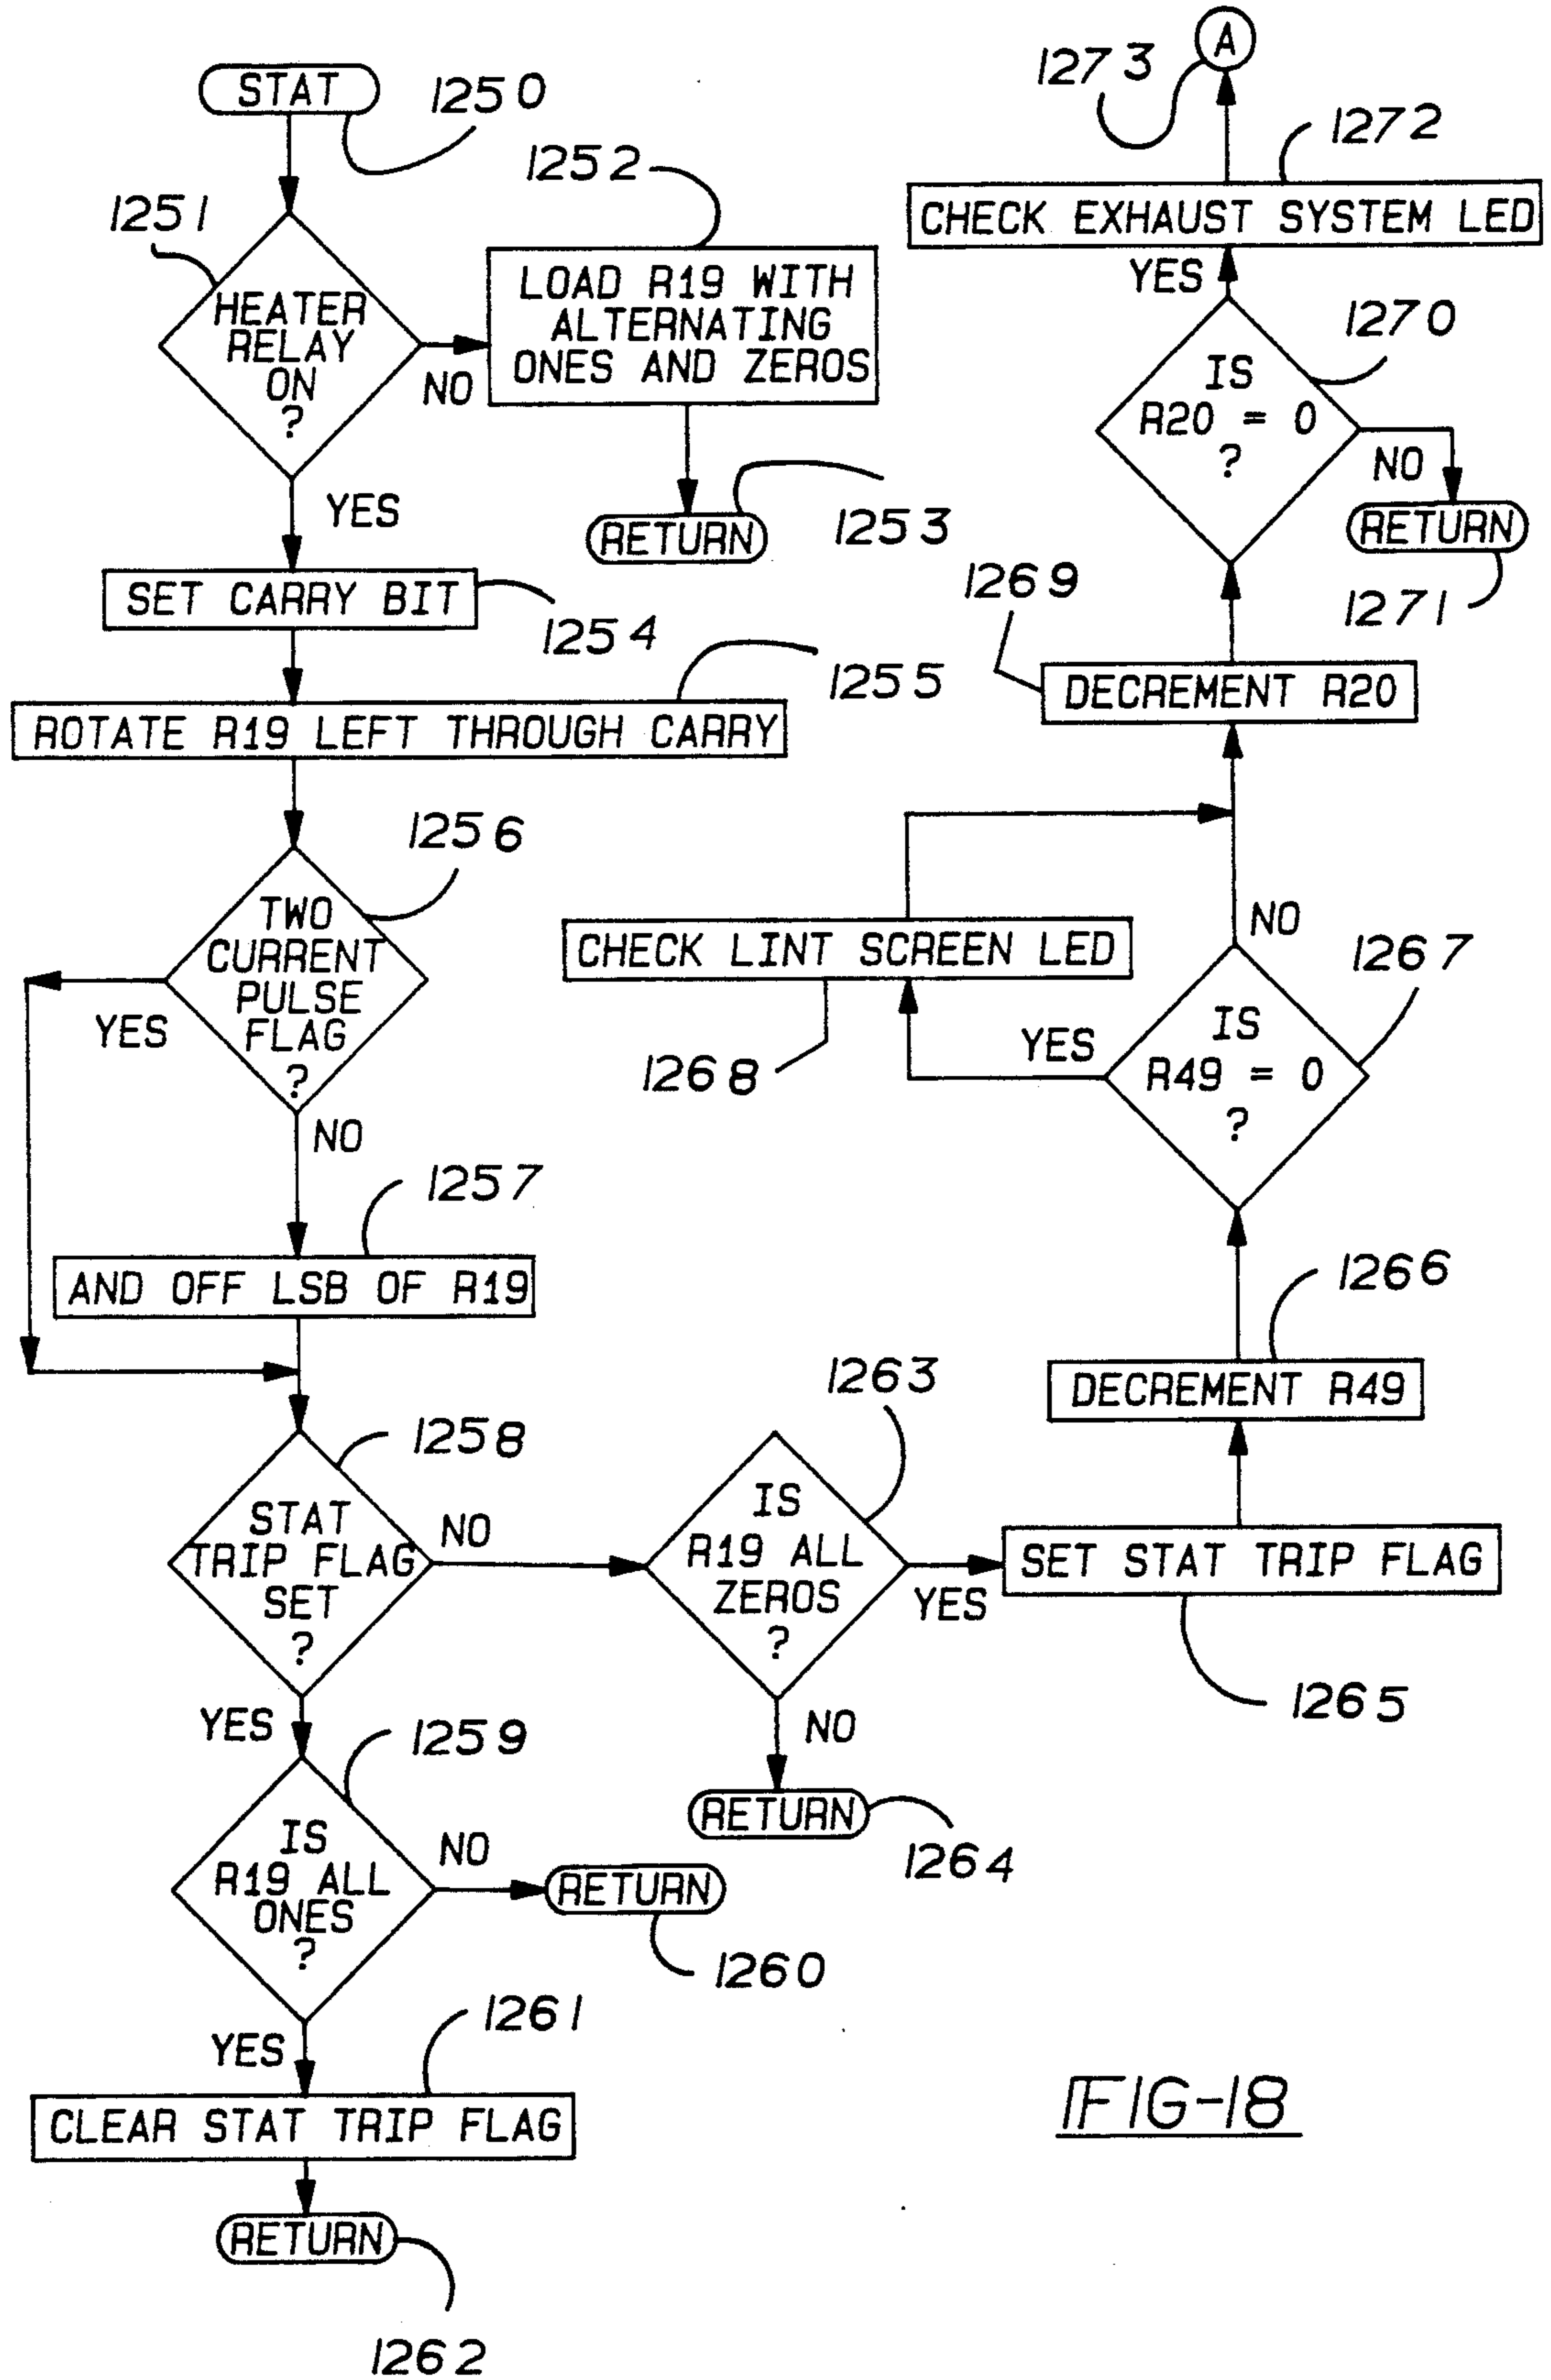 STAT
1250
1251
HEATER
RELAY
ON
?
NO
1252
LOAD R19 WITH
ALTERNATING
ONES AND ZEROS
RETURN
1253
YES
SET CARRY BIT
1254
1255
ROTATE R19 LEFT THROUGH CARRY
1256
TWO
CURRENT
PULSE
FLAG
?
YES
NO
1257
AND OFF LSB OF R19
1258
STAT
TRIP FLAG
SET
?
NO
YES
1259
IS
R19 ALL
ONES
?
NO
RETURN
1260
YES
1261
CLEAR STAT TRIP FLAG
RETURN
1262
1263
IS
R19 ALL
ZEROS
?
YES
NO
RETURN
1264
SET STAT TRIP FLAG
1265
1266
DECREMENT R49
1267
IS
R49 = 0
?
YES
NO
CHECK LINT SCREEN LED
1268
1269
DECREMENT R20
1270
IS
R20 = 0
?
NO
RETURN
1271
YES
CHECK EXHAUST SYSTEM LED
1272
1273
A
FIG-18